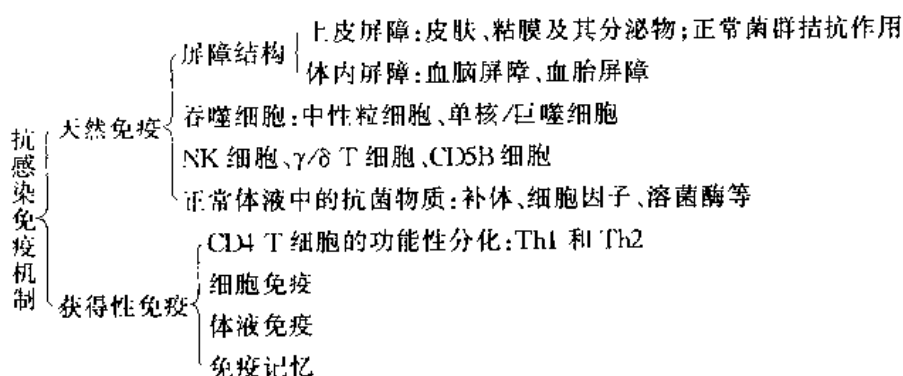 上皮屏障:皮肤、粘膜及其分泌物;正常菌群拮抗作用
屏障结构
体内屏障:血脑屏障、血胎屏障
天然免疫
吞噬细胞:中性粒细胞、单核/巨噬细胞
NK 细胞、γ/δ T 细胞、CD5B 细胞
正常体液中的抗菌物质:补体、细胞因子、溶菌酶等
抗感染免疫机制
CD4 T 细胞的功能性分化:Th1 和 Th2
细胞免疫
获得性免疫
体液免疫
免疫记忆